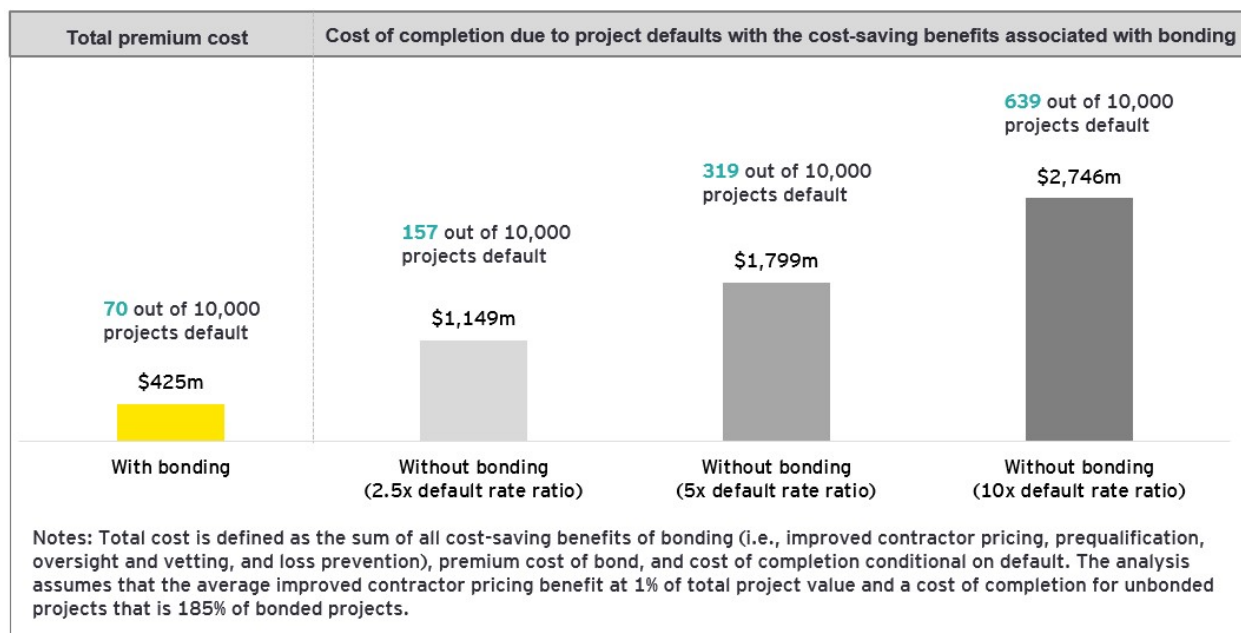 Total premium cost
Cost of completion due to project defaults with the cost-saving benefits associated with bonding
639 out of 10,000
projects default
$2,746m
319 out of 10,000
projects default
$1,799m
157 out of 10,000
projects default
$1,149m
70 out of 10,000
projects default
$425m
With bonding
Without bonding
(2.5x default rate ratio)
Without bonding
(5x default rate ratio)
Without bonding
(10x default rate ratio)
Notes: Total cost is defined as the sum of all cost-saving benefits of bonding (i.e., improved contractor pricing, prequalification,
oversight and vetting, and loss prevention), premium cost of bond, and cost of completion conditional on default. The analysis
assumes that the average improved contractor pricing benefit at 1% of total project value and a cost of completion for unbonded
projects that is 185% of bonded projects.